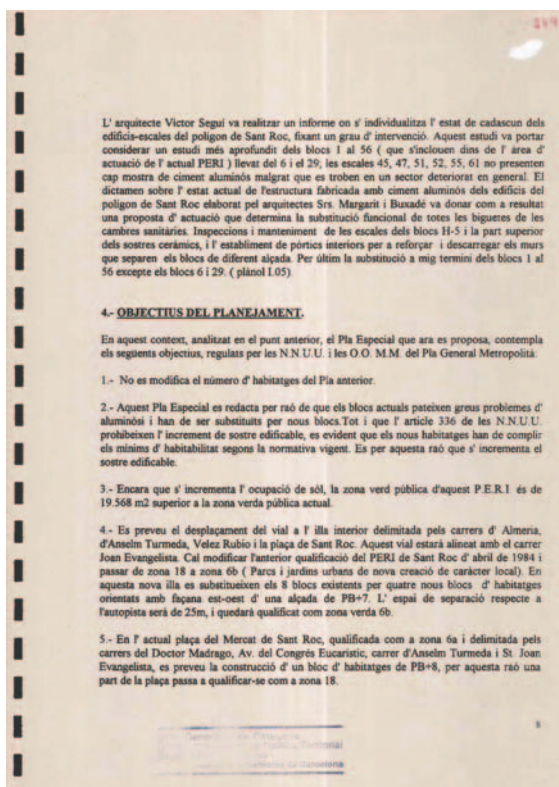 L' arquitecte Victor Seguí va realitzar un informe on s' individualitza l' estat de cadascun dels
edificis-escales del polígon de Sant Roc, fixant un grau d' intervenció. Aquest estudi va portar
considerar un estudi més aprofundit dels blocs 1 al 56 ( que s'inclouen dins de l' àrea d'
actuació de l' actual PERI ) llevat del 6 i el 29, les escales 45, 47, 51, 52, 55, 61 no presenten
cap mostra de ciment aluminós malgrat que es troben en un sector deteriorat en general. El
dictamen sobre l' estat actual de l'estructura fabricada amb ciment aluminós dels edificis del
polígon de Sant Roc elaborat pel arquitectes Srs. Margarit i Buxadé va donar com a resultat
una proposta d' actuació que determina la substitució funcional de totes les biguetes de les
cambres sanitàries. Inspeccions i manteniment de les escales dels blocs H-5 i la part superior
dels sostres ceràmics, i l' establiment de pòrtics interiors per a reforçar i descarregar els murs
que separen els blocs de diferent alçada. Per últim la substitució a mig termini dels blocs 1 al
56 excepte els blocs 6 i 29. ( plànol I.05)
4.- OBJECTIUS DEL PLANEJAMENT.
En aquest context, analitzat en el punt anterior, el Pla Especial que ara es proposa, contempla
els següents objectius, regulats per les N.N.U.U. i les O.O. M.M. del Pla General Metropolità:
1.- No es modifica el número d' habitatges del Pla anterior.
2.- Aquest Pla Especial es redacta per raó de que els blocs actuals pateixen greus problemes d'
aluminósi i han de ser substituits per nous blocs.Tot i que l' article 336 de les N.N.U.U.
prohibeixen l' increment de sostre edificable, es evident que els nous habitatges han de complir
els mínims d' habitabilitat segons la normativa vigent. Es per aquesta raó que s' incrementa el
sostre edificable.
3.- Encara que s' incrementa l' ocupació de sòl, la zona verd pública d'aquest P.E.R.I. és de
19.568 m2 superior a la zona verda pública actual.
4.- Es preveu el desplaçament del vial a l' illa interior delimitada pels carrers d' Almeria,
d'Anselm Turmeda, Velez Rubio i la plaça de Sant Roc. Aquest vial estarà alineat amb el carrer
Joan Evangelista. Cal modificar l'anterior qualificació del PERI de Sant Roc d' abril de 1984 i
passar de zona 18 a zona 6b ( Parcs i jardins urbans de nova creació de caràcter local). En
aquesta nova illa es substitueixen els 8 blocs existents per quatre nous blocs d' habitatges
orientats amb façana est-oest d' una alçada de PB+7. L' espai de separació respecte a
l'autopista serà de 25m, i quedarà qualificat com zona verda 6b.
5.- En l' actual plaça del Mercat de Sant Roc, qualificada com a zona 6a i delimitada pels
carrers del Doctor Madrago, Av. del Congrés Eucarístic, carrer d'Anselm Turmeda i St. Joan
Evangelista, es preveu la construcció d' un bloc d' habitatges de PB+8, per aquesta raó una
part de la plaça passa a qualificar-se com a zona 18.